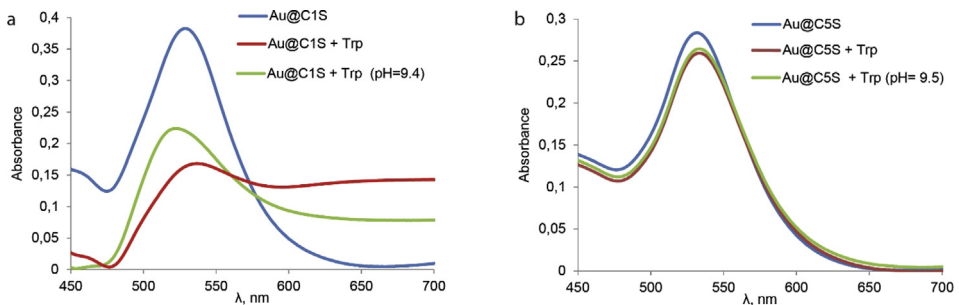 a
Au@C1S
Au@C1S + Trp
Au@C1S + Trp (pH=9.4)
Absorbance
0,4
0,35
0,3
0,25
0,2
0,15
0,1
0,05
0
450 500 550 600 650 700
λ, nm
b
Au@C5S
Au@C5S + Trp
Au@C5S + Trp (pH= 9.5)
Absorbance
0,3
0,25
0,2
0,15
0,1
0,05
0
450 500 550 600 650 700
λ, nm